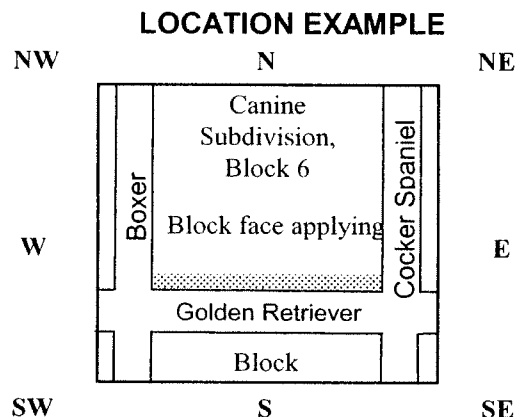 LOCATION EXAMPLE
NW N NE
Canine
Subdivision,
Block 6
Boxer
Cocker Spaniel
Block face applying
W E
Golden Retriever
Block
SW S SE